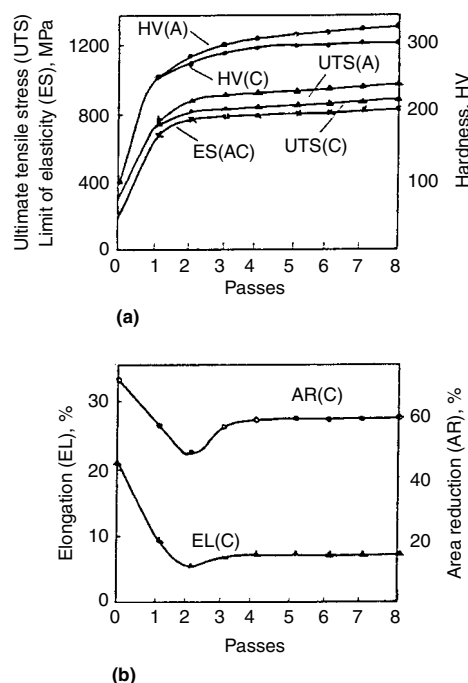 Ultimate tensile stress (UTS)
Limit of elasticity (ES), MPa
1200
800
400
0
HV(A)
HV(C)
UTS(A)
UTS(C)
ES(AC)
300
200
100
Hardness, HV
0 1 2 3 4 5 6 7 8
Passes
(a)
Elongation (EL), %
30
20
10
0
AR(C)
EL(C)
60
40
20
Area reduction (AR), %
0 1 2 3 4 5 6 7 8
Passes
(b)